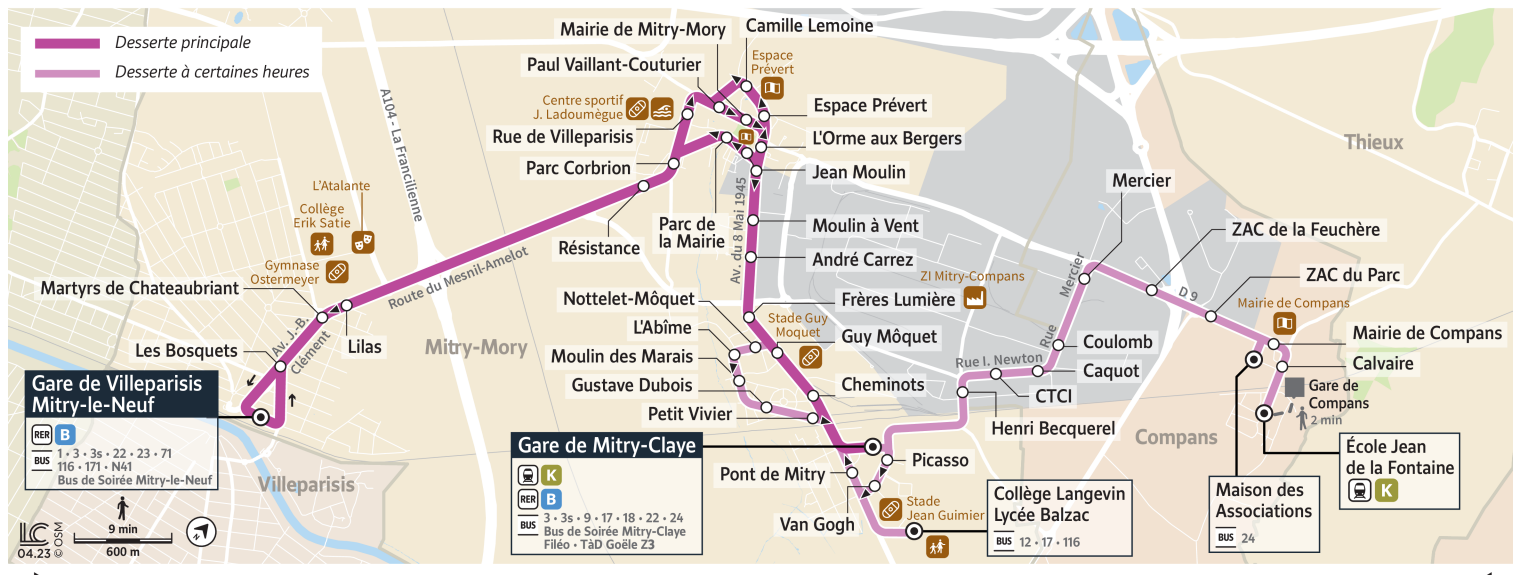 Desserte principale
Desserte à certaines heures
A104 - La Francilienne
Mairie de Mitry-Mory
Camille Lemoine
Paul Vaillant-Couturier
Espace
Prévert
Centre sportif
J. Ladoumègue
Espace Prévert
Rue de Villeparisis
L'Orme aux Bergers
Parc Corbrion
Jean Moulin
Thieux
L'Atalante
Collège
Erik Satie
Gymnase
Ostermeyer
Résistance
Parc de
la Mairie
Av. du 8 Mai 1945
Moulin à Vent
André Carrez
Mercier
ZAC de la Feuchère
ZAC du Parc
Martyrs de Chateaubriant
Route du Mesnil-Amelot
Nottelet-Môquet
Frères Lumière
ZI Mitry-Compans
Rue Mercier
D 9
Mairie de Compans
Les Bosquets
Av. J.-B.
Clément
Lilas
Mitry-Mory
L'Abîme
Stade Guy
Moquet
Guy Môquet
Coulomb
Mairie de Compans
Moulin des Marais
Rue I. Newton
Caquot
Calvaire
Gustave Dubois
Cheminots
CTCI
Gare de
Compans
2 min
Petit Vivier
Henri Becquerel
Compans
Gare de Villeparisis
Mitry-le-Neuf
RER B
BUS
1 • 3 • 3s • 22 • 23 • 71
116 • 171 • N41
Bus de Soirée Mitry-le-Neuf
Villeparisis
Gare de Mitry-Claye
K
RER B
BUS
3 • 3s • 9 • 17 • 18 • 22 • 24
Bus de Soirée Mitry-Claye
Filéo • TàD Goële Z3
Pont de Mitry
Picasso
Van Gogh
Stade
Jean Guimier
Collège Langevin
Lycée Balzac
BUS 12 • 17 • 116
Maison des
Associations
BUS 24
École Jean
de la Fontaine
K
LC
04.23
© OSM
9 min
600 m